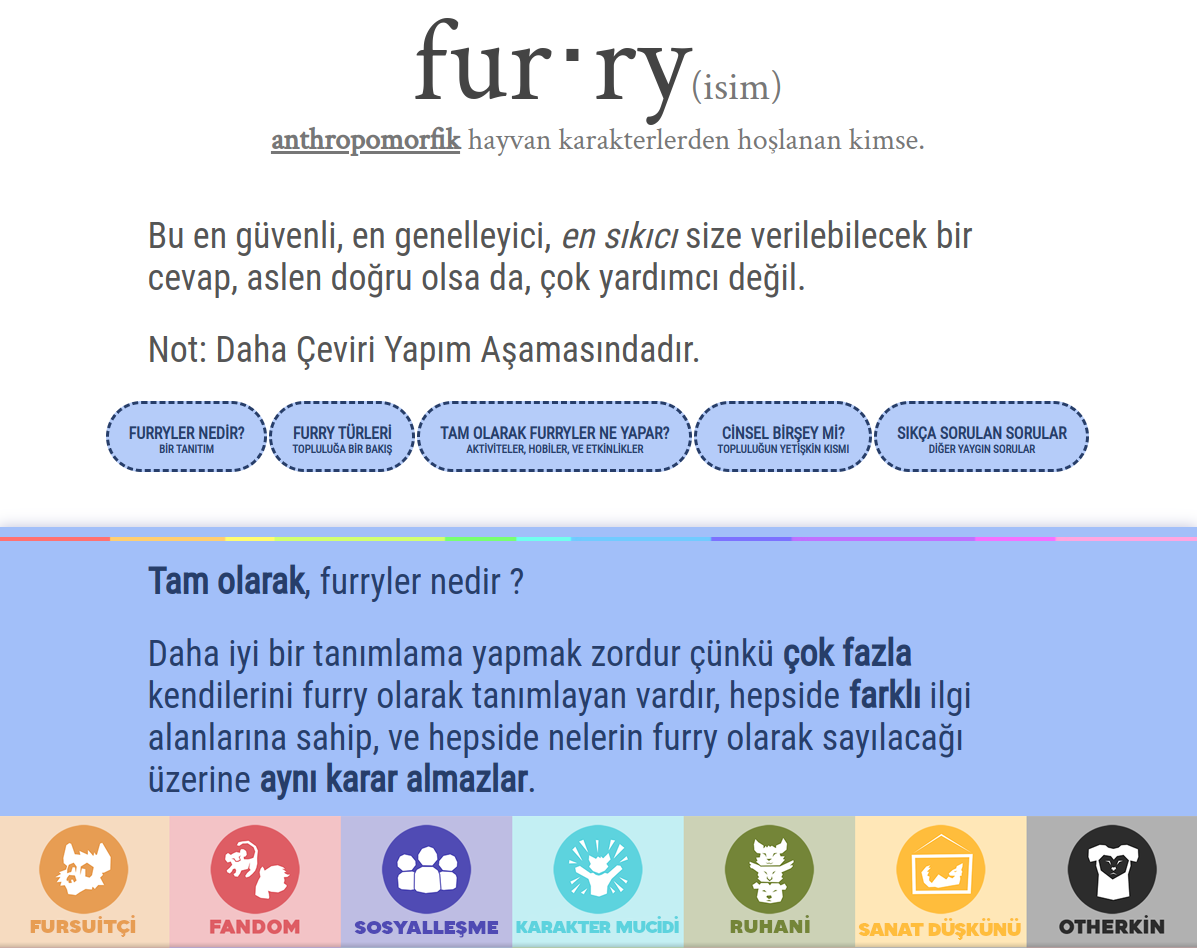 fur·ry(isim)
anthropomorfik hayvan karakterlerden hoşlanan kimse.
Bu en güvenli, en genelleyici, en sıkıcı size verilebilecek bir
cevap, aslen doğru olsa da, çok yardımcı değil.
Not: Daha Çeviri Yapım Aşamasındadır.
FURRYLER NEDİR?
BİR TANITIM
FURRY TÜRLERİ
TOPLULUĞA BİR BAKIŞ
TAM OLARAK FURRYLER NE YAPAR?
AKTİVİTELER, HOBİLER, VE ETKİNLİKLER
CİNSEL BİRŞEY Mİ?
TOPLULUĞUN YETİŞKİN KISMI
SIKÇA SORULAN SORULAR
DİĞER YAYGIN SORULAR
Tam olarak, furryler nedir ?
Daha iyi bir tanımlama yapmak zordur çünkü çok fazla
kendilerini furry olarak tanımlayan vardır, hepside farklı ilgi
alanlarına sahip, ve hepside nelerin furry olarak sayılacağı
üzerine aynı karar almazlar.
FURSUİTÇİ
FANDOM
SOSYALLEŞME
KARAKTER MUCİDİ
RUHANİ
SANAT DÜŞKÜNÜ
OTHERKİN